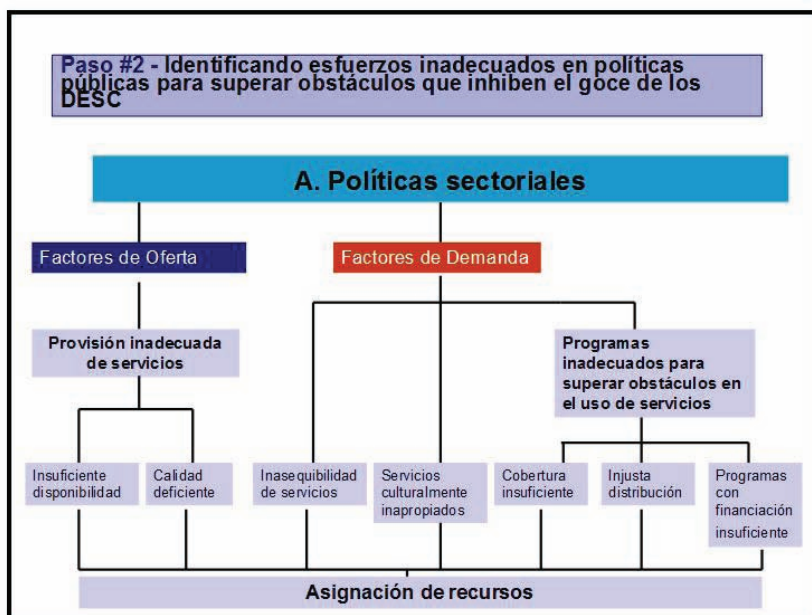 Paso #2 - Identificando esfuerzos inadecuados en políticas
públicas para superar obstáculos que inhiben el goce de los
DESC
A. Políticas sectoriales
Factores de Oferta
Factores de Demanda
Provisión inadecuada
de servicios
Programas
inadecuados para
superar obstáculos en
el uso de servicios
Insuficiente
disponibilidad
Calidad
deficiente
Inasequibilidad
de servicios
Servicios
culturalmente
inapropiados
Cobertura
insuficiente
Injusta
distribución
Programas
con
financiación
insuficiente
Asignación de recursos